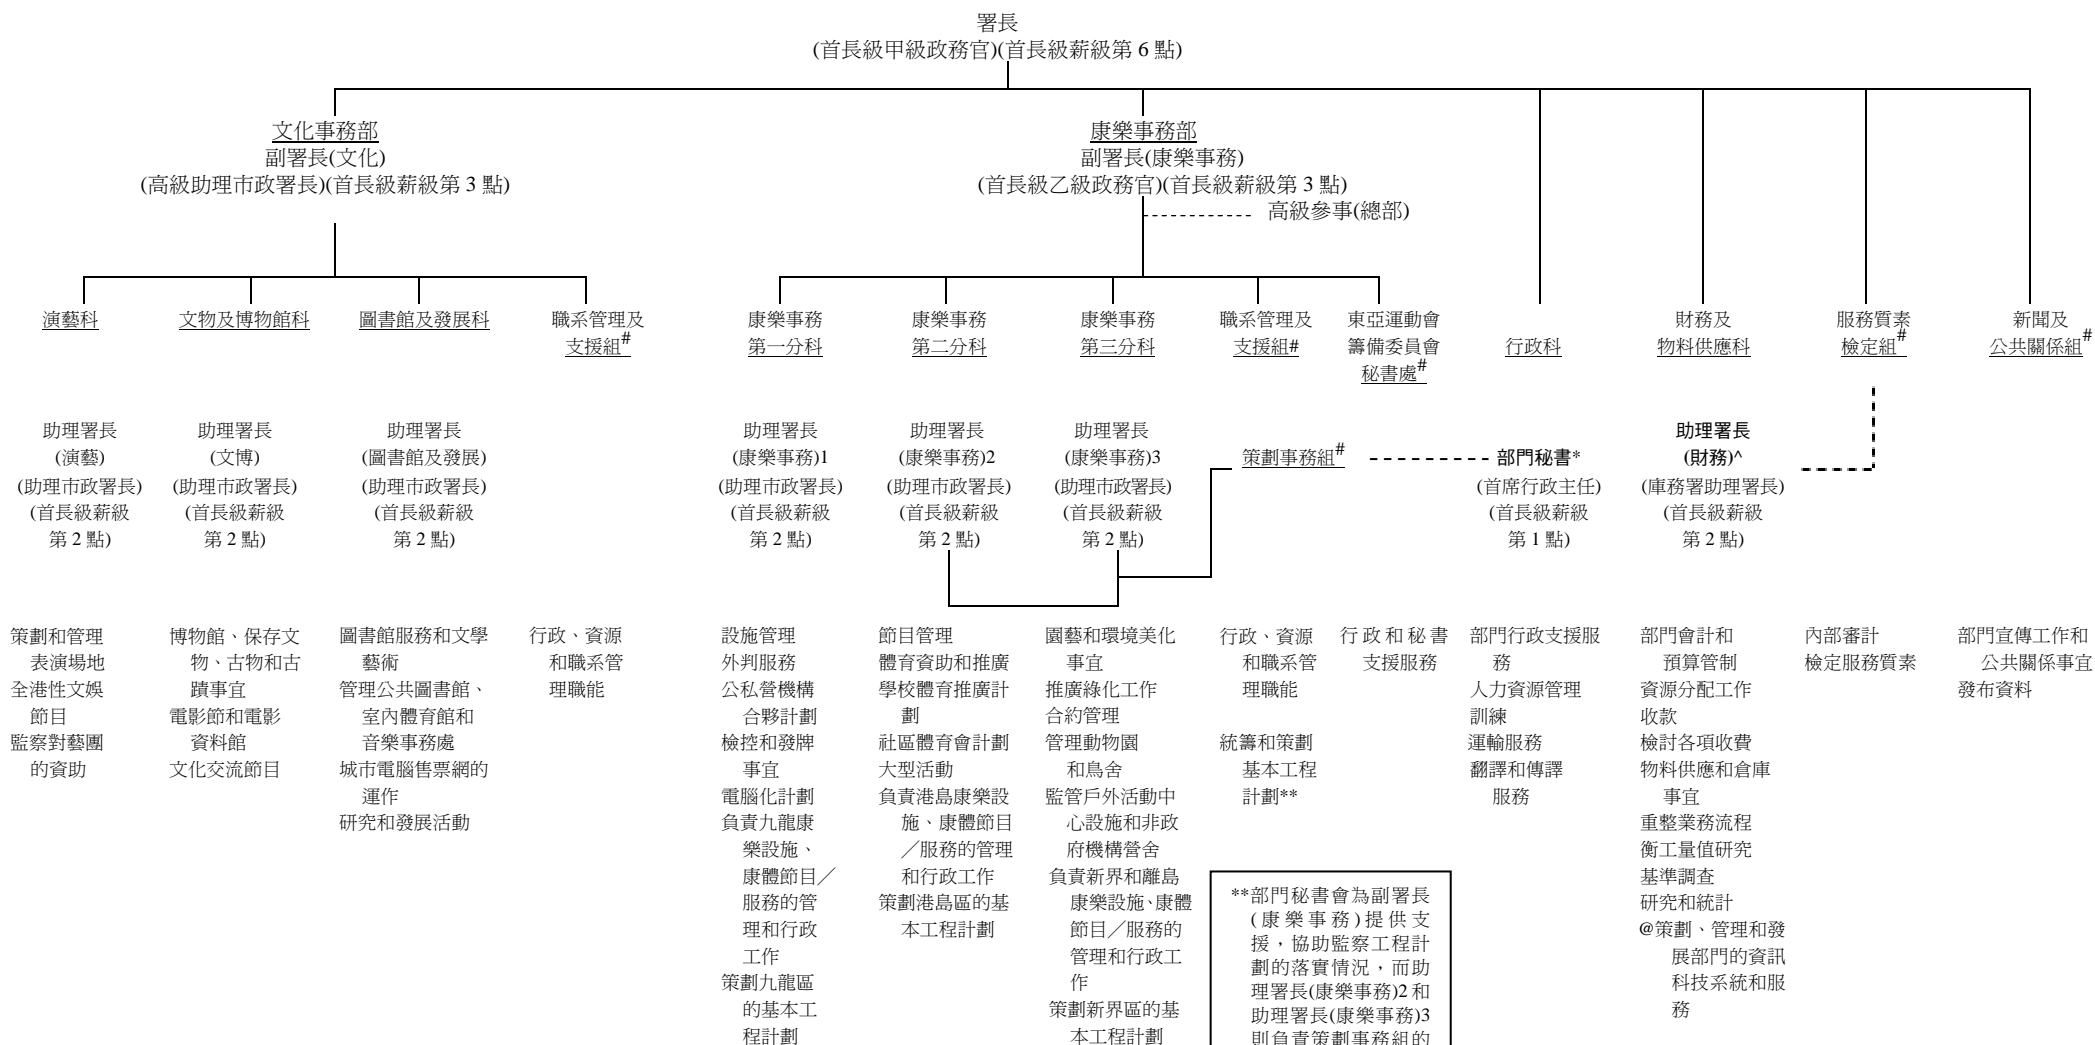 署長
(首長級甲級政務官)(首長級薪級第 6 點)
文化事務部
副署長(文化)
(高級助理市政署長)(首長級薪級第 3 點)
康樂事務部
副署長(康樂事務)
(首長級乙級政務官)(首長級薪級第 3 點)
高級參事(總部)
演藝科
文物及博物館科
圖書館及發展科
職系管理及
支援組#
康樂事務
第一分科
康樂事務
第二分科
康樂事務
第三分科
職系管理及
支援組#
東亞運動會
籌備委員會
秘書處#
行政科
財務及
物料供應科
服務質素
檢定組#
新聞及
公共關係組#
助理署長
(演藝)
(助理市政署長)
(首長級薪級
第 2 點)
助理署長
(文博)
(助理市政署長)
(首長級薪級
第 2 點)
助理署長
(圖書館及發展)
(助理市政署長)
(首長級薪級
第 2 點)
助理署長
(康樂事務)1
(助理市政署長)
(首長級薪級
第 2 點)
助理署長
(康樂事務)2
(助理市政署長)
(首長級薪級
第 2 點)
助理署長
(康樂事務)3
(助理市政署長)
(首長級薪級
第 2 點)
策劃事務組#
部門秘書*
(首席行政主任)
(首長級薪級
第 1 點)
助理署長
(財務)^
(庫務署助理署長)
(首長級薪級
第 2 點)
策劃和管理
表演場地
全港性文娛
節目
監察對藝團
的資助
博物館、保存文
物、古物和古
蹟事宜
電影節和電影
資料館
文化交流節目
圖書館服務和文學
藝術
管理公共圖書館、
室內體育館和
音樂事務處
城市電腦售票網的
運作
研究和發展活動
行政、資源
和職系管
理職能
設施管理
外判服務
公私營機構
合夥計劃
檢控和發牌
事宜
電腦化計劃
負責九龍康
樂設施、
康體節目／
服務的管
理和行政
工作
策劃九龍區
的基本工
程計劃
節目管理
體育資助和推廣
學校體育推廣計
劃
社區體育會計劃
大型活動
負責港島康樂設
施、康體節目
／服務的管理
和行政工作
策劃港島區的基
本工程計劃
園藝和環境美化
事宜
推廣綠化工作
合約管理
管理動物園
和鳥舍
監管戶外活動中
心設施和非政
府機構營舍
負責新界和離島
康樂設施、康體
節目／服務的
管理和行政工
作
策劃新界區的基
本工程計劃
行政、資源
和職系管
理職能
統籌和策劃
基本工程
計劃**
行政和秘書
支援服務
部門行政支援服
務
人力資源管理
訓練
運輸服務
翻譯和傳譯
服務
部門會計和
預算管制
資源分配工作
收款
檢討各項收費
物料供應和倉庫
事宜
重整業務流程
衡工量值研究
基準調查
研究和統計
@策劃、管理和發
展部門的資訊
科技系統和服
務
內部審計
檢定服務質素
部門宣傳工作和
公共關係事宜
發布資料
**部門秘書會為副署長
(康樂事務)提供支
援，協助監察工程計
劃的落實情況，而助
理署長(康樂事務)2 和
助理署長(康樂事務)3
則負責策劃事務組的